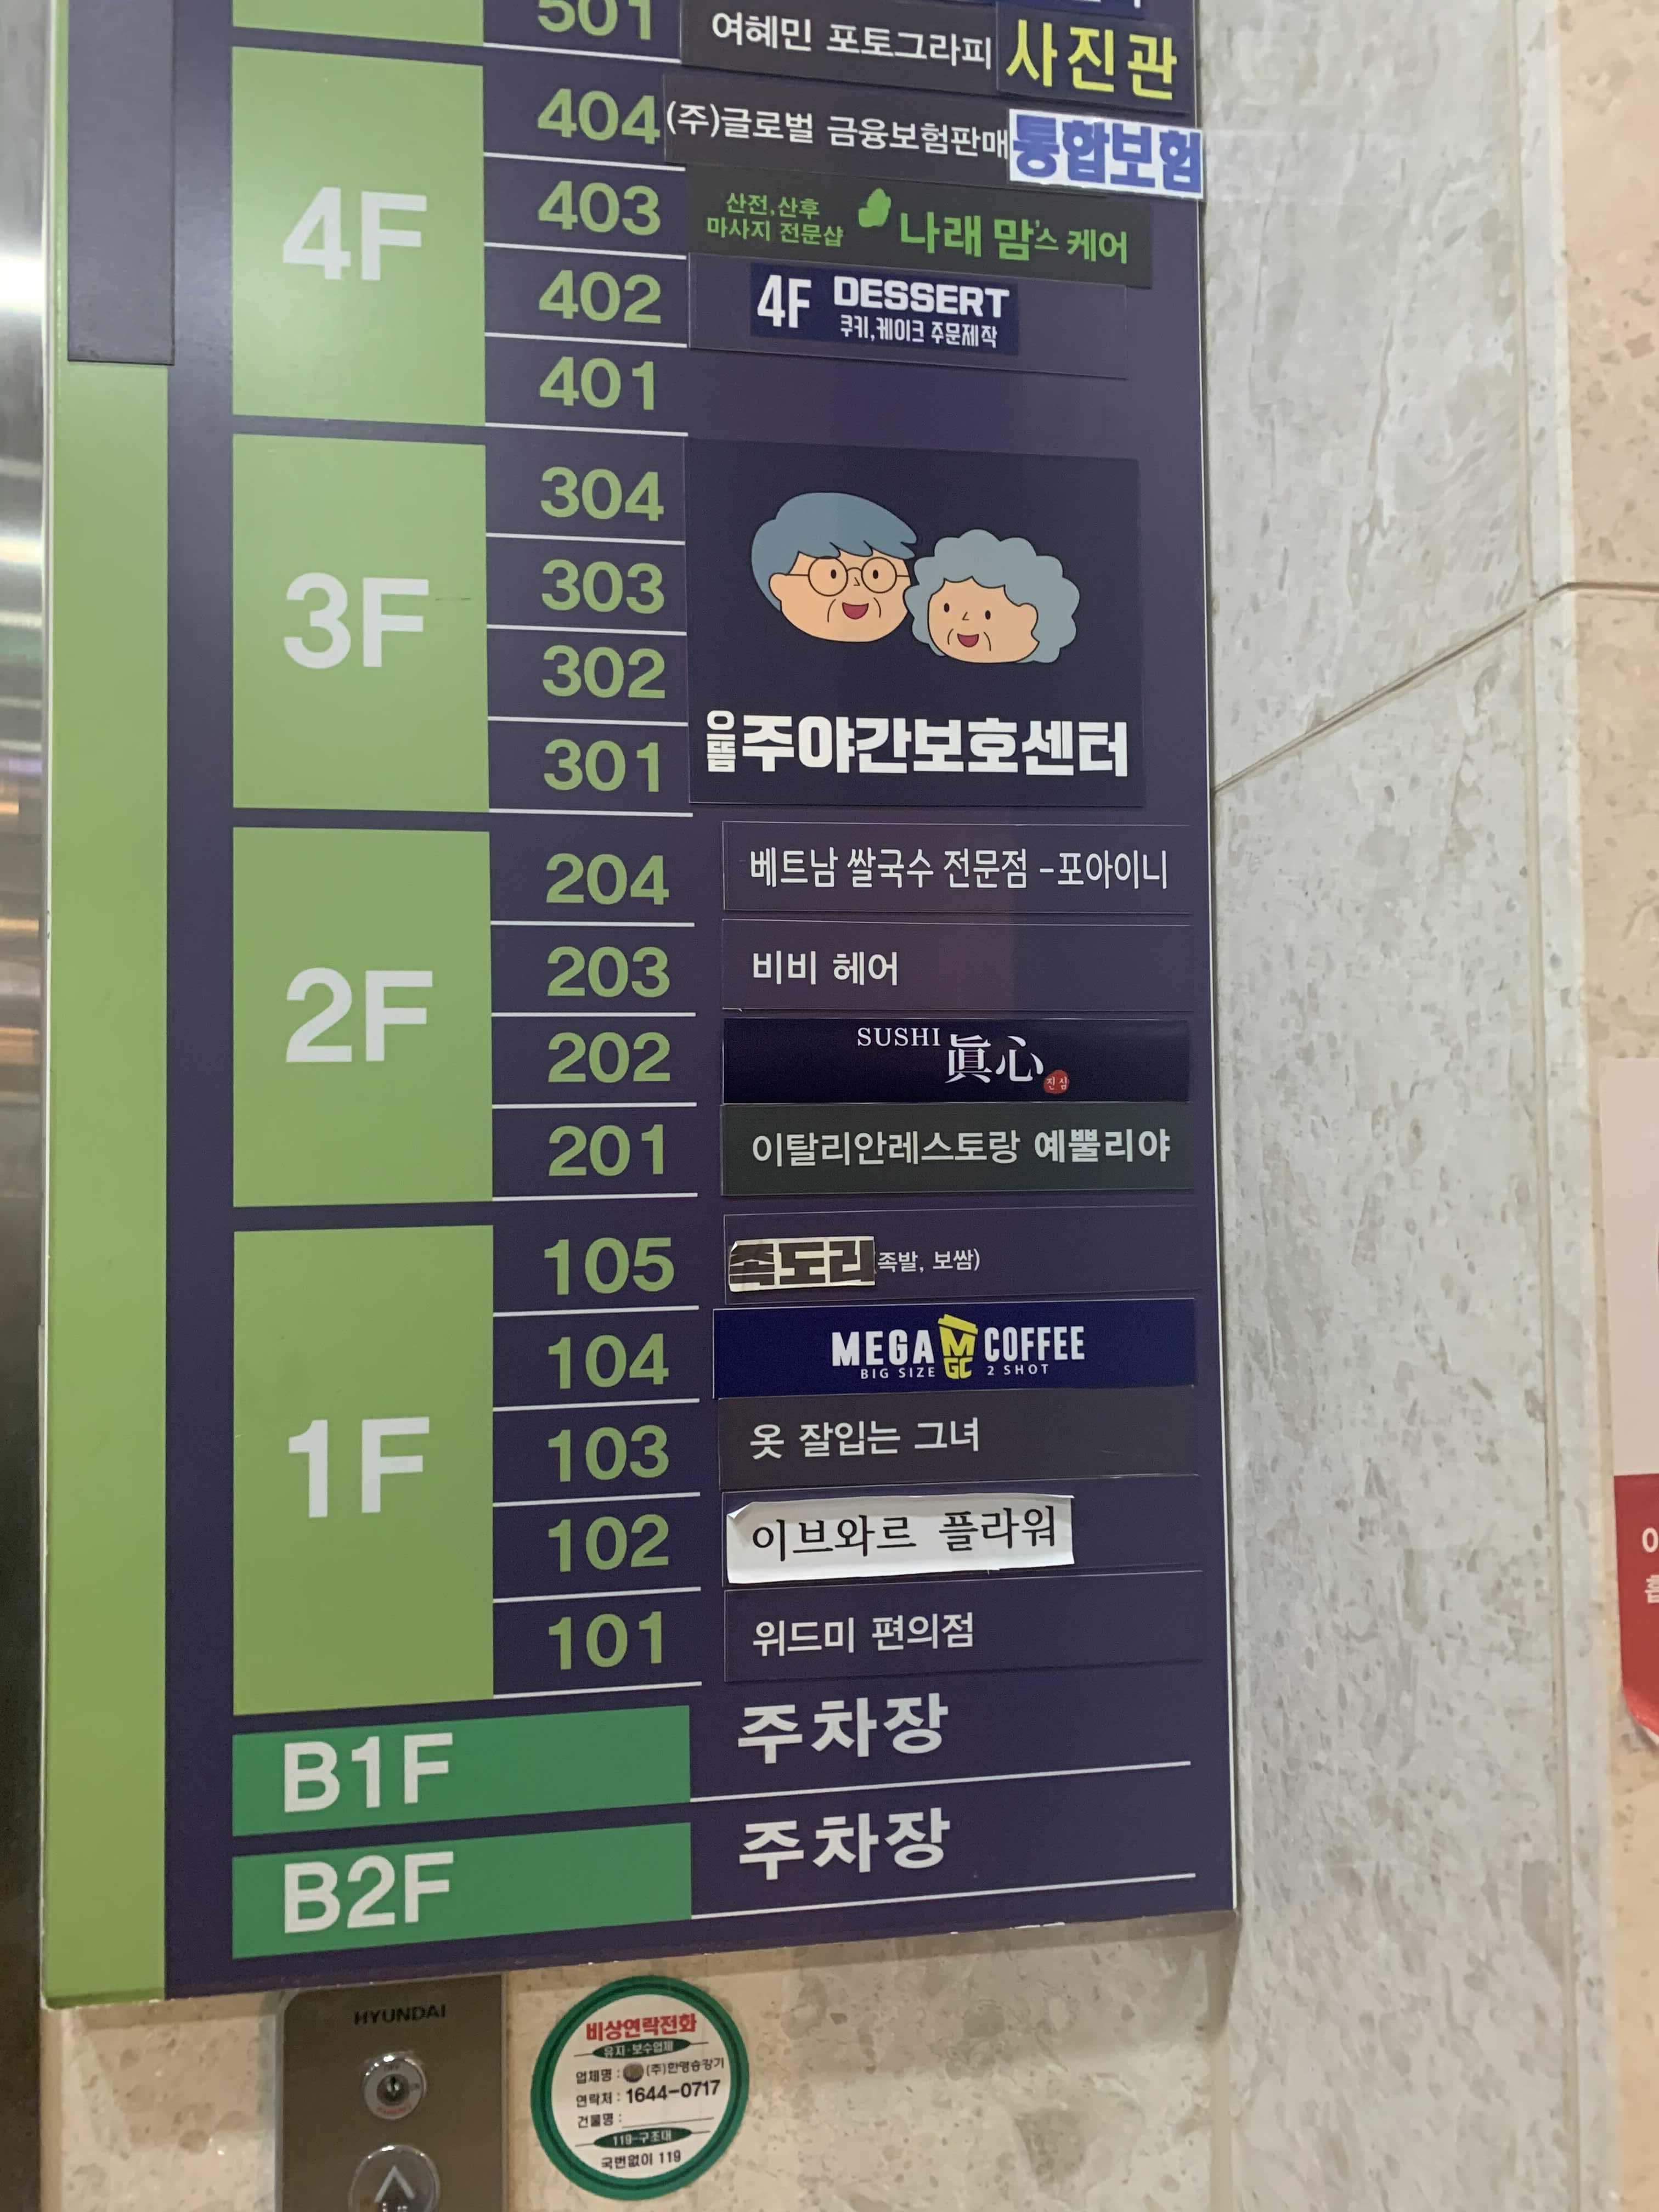 501 여혜민 포토그라피 사진관
4F
404 (주)글로벌 금융보험판매 통합보험
403 산전,산후 마사지 전문샵 나래 맘's 케어
402 4F DESSERT 쿠키,케이크 주문제작
401
3F
304
303
302
301
으뜸 주야간보호센터
2F
204 베트남 쌀국수 전문점 -포아이니
203 비비 헤어
202 SUSHI 眞心 진심
201 이탈리안레스토랑 예뿔리야
1F
105 족도리 (족발, 보쌈)
104 MEGA MGC COFFEE
BIG SIZE 2 SHOT
103 옷 잘입는 그녀
102 이브와르 플라워
101 위드미 편의점
B1F 주차장
B2F 주차장
HYUNDAI
비상연락전화
유지·보수업체
업체명 : (주)한명승강기
연락처 : 1644-0717
건물명 :
119-구조대
국번없이 119